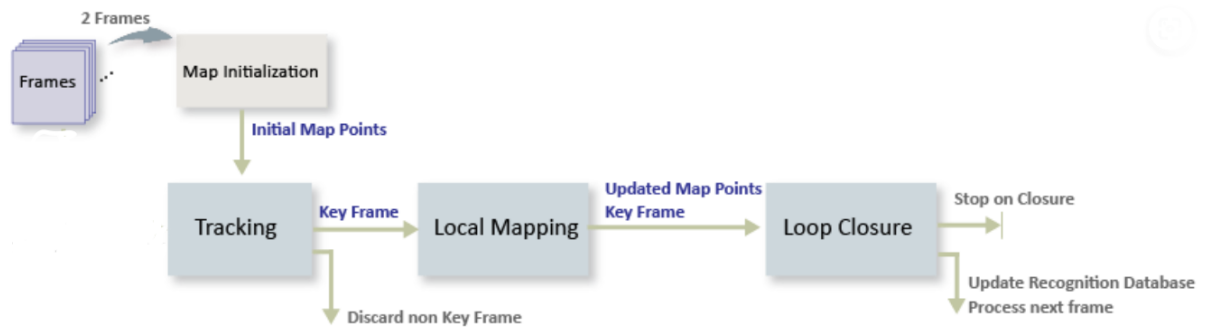 2 Frames
Frames
...
Map Initialization
Initial Map Points
Tracking
Key Frame
Local Mapping
Updated Map Points
Key Frame
Loop Closure
Stop on Closure
Discard non Key Frame
Update Recognition Database
Process next frame